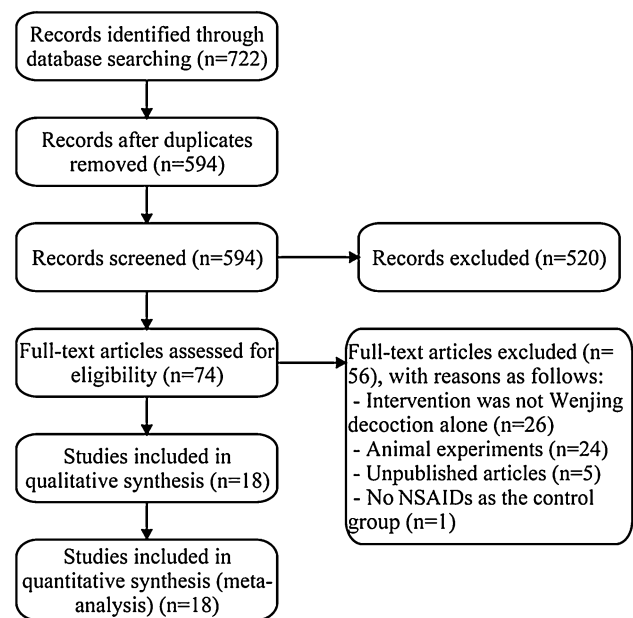 Records identified through
database searching (n=722)
Records after duplicates
removed (n=594)
Records screened (n=594)
Records excluded (n=520)
Full-text articles assessed for
eligibility (n=74)
Full-text articles excluded (n=
56), with reasons as follows:
- Intervention was not Wenjing
decoction alone (n=26)
- Animal experiments (n=24)
- Unpublished articles (n=5)
- No NSAIDs as the control
group (n=1)
Studies included in
qualitative synthesis (n=18)
Studies included in
quantitative synthesis (meta-
analysis) (n=18)